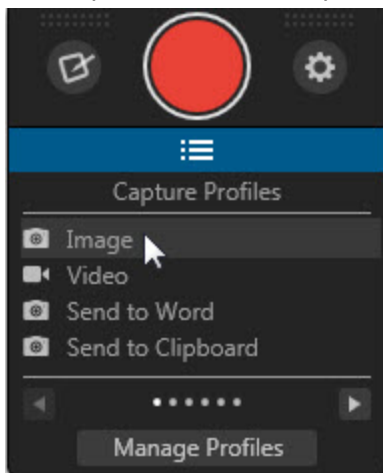 Capture Profiles
Image
Video
Send to Word
Send to Clipboard
Manage Profiles